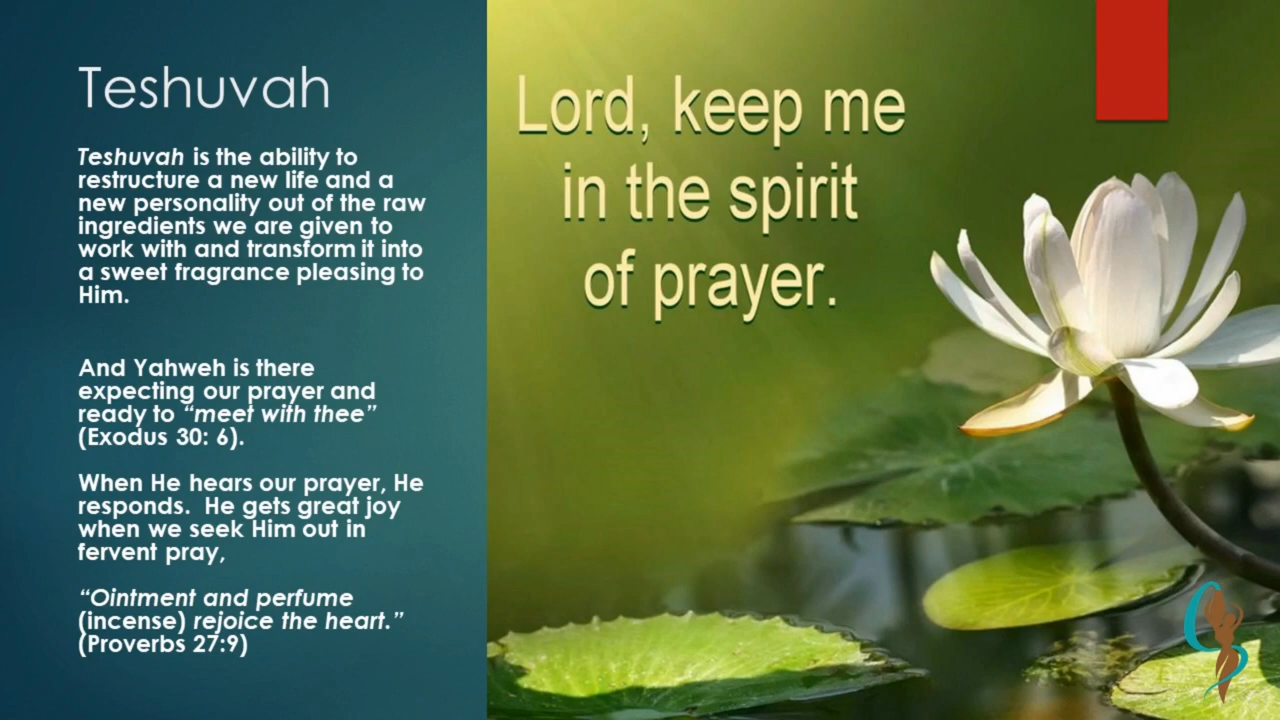 Teshuvah
Teshuvah is the ability to
restructure a new life and a
new personality out of the raw
ingredients we are given to
work with and transform it into
a sweet fragrance pleasing to
Him.
And Yahweh is there
expecting our prayer and
ready to “meet with thee”
(Exodus 30: 6).
When He hears our prayer, He
responds.  He gets great joy
when we seek Him out in
fervent pray,
“Ointment and perfume
(incense) rejoice the heart.”
(Proverbs 27:9)
Lord, keep me
in the spirit
of prayer.